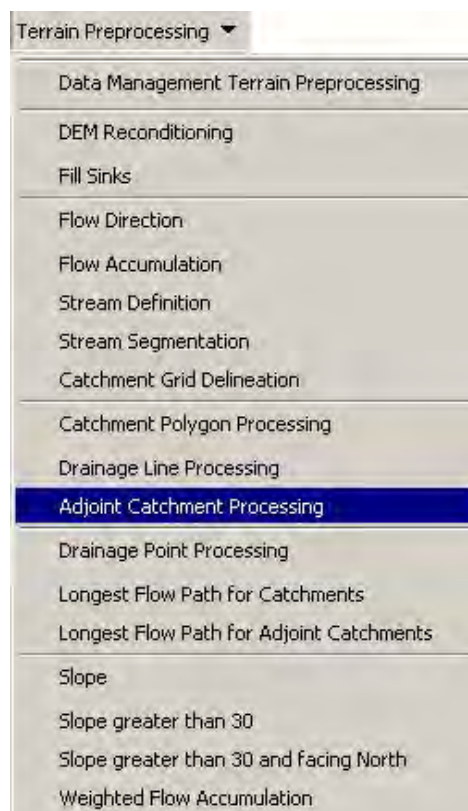 Terrain Preprocessing ▼
Data Management Terrain Preprocessing
DEM Reconditioning
Fill Sinks
Flow Direction
Flow Accumulation
Stream Definition
Stream Segmentation
Catchment Grid Delineation
Catchment Polygon Processing
Drainage Line Processing
Adjoint Catchment Processing
Drainage Point Processing
Longest Flow Path for Catchments
Longest Flow Path for Adjoint Catchments
Slope
Slope greater than 30
Slope greater than 30 and facing North
Weighted Flow Accumulation